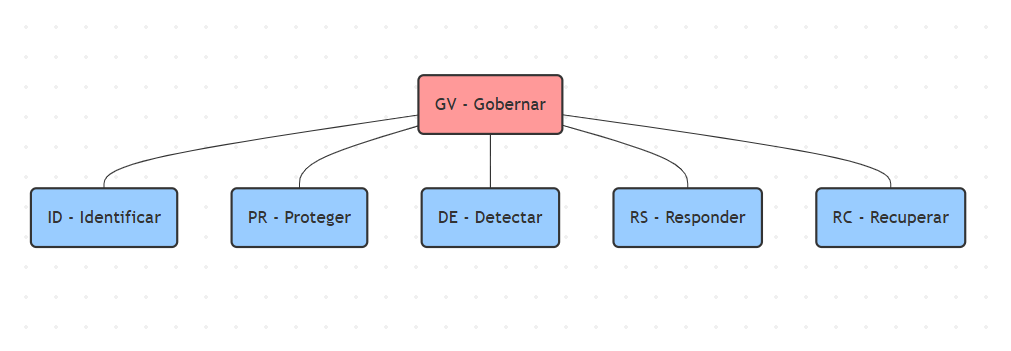 GV - Gobernar
ID - Identificar
PR - Proteger
DE - Detectar
RS - Responder
RC - Recuperar